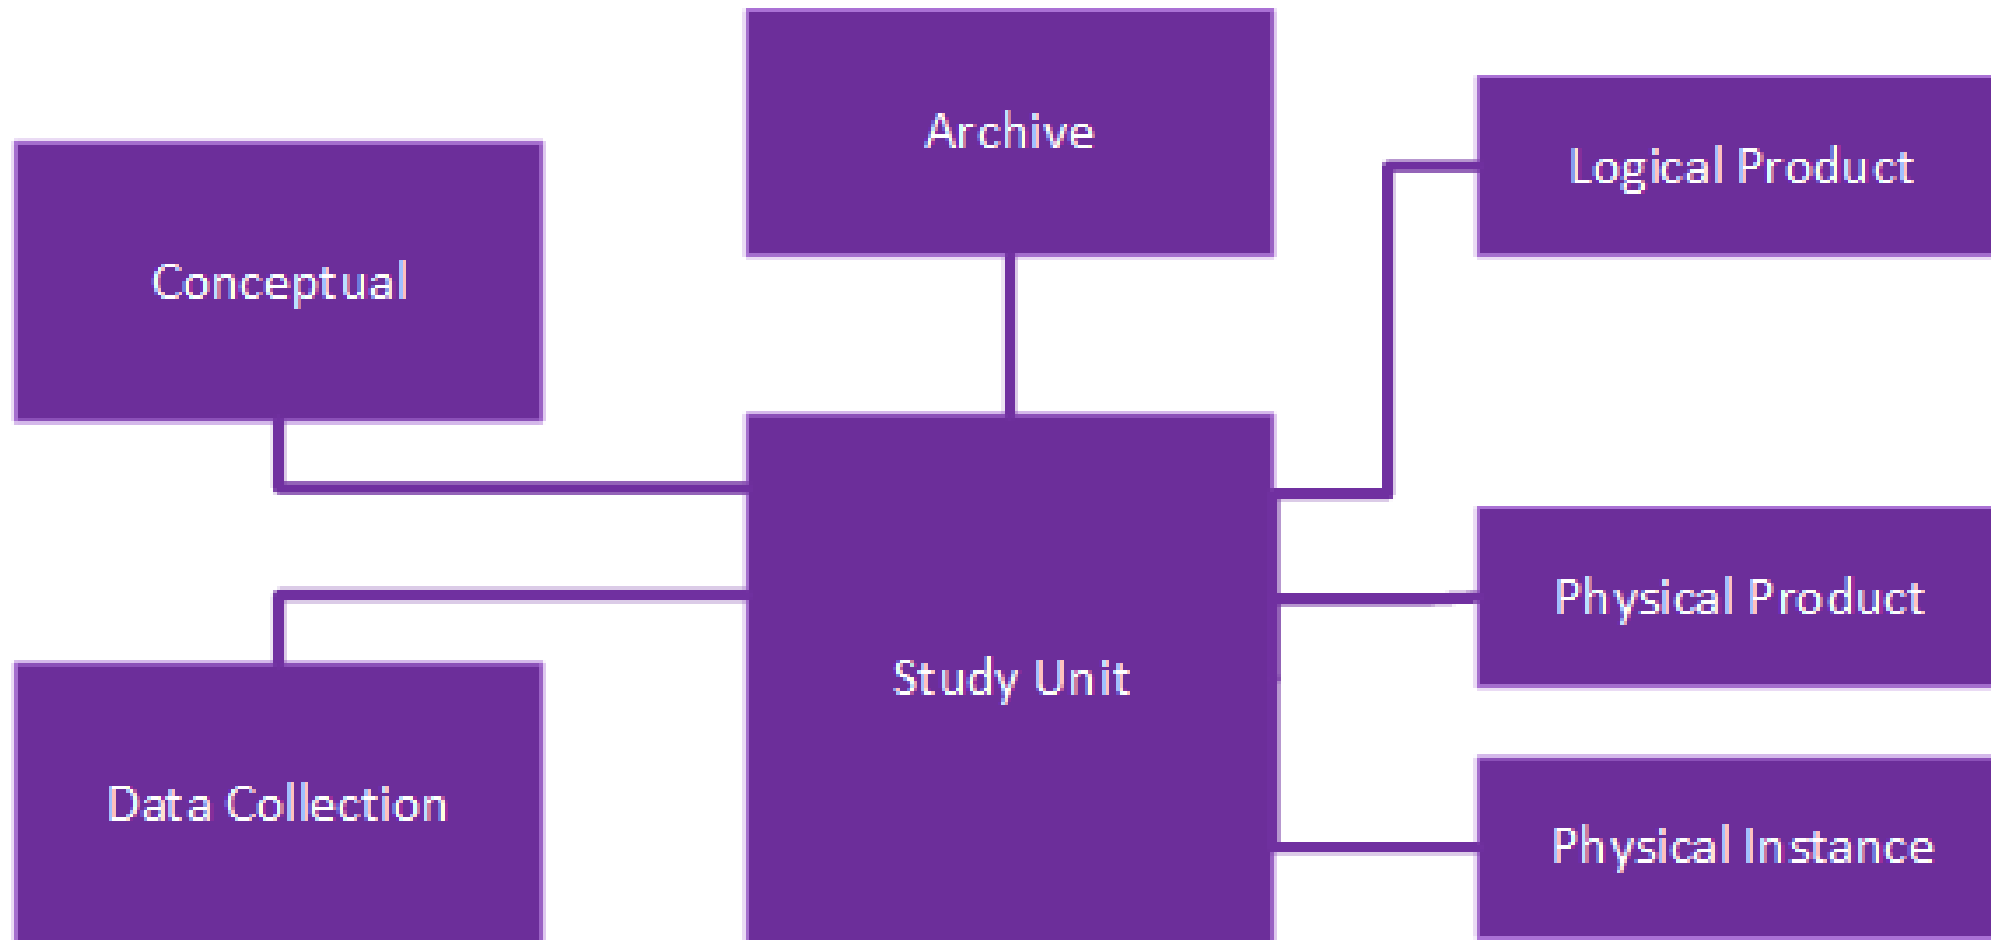 Archive
Logical Product
Conceptual
Physical Product
Study Unit
Data Collection
Physical Instance